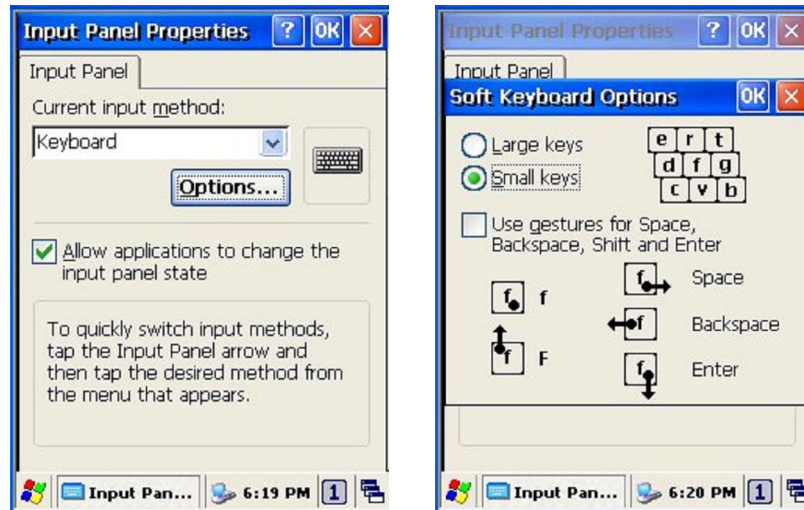 Input Panel Properties ? OK X
Input Panel
Current input method:
Keyboard
Options...
Allow applications to change the
input panel state
To quickly switch input methods,
tap the Input Panel arrow and
then tap the desired method from
the menu that appears.
Input Pan... 6:19 PM 1
Input Panel Properties ? OK X
Input Panel
Soft Keyboard Options OK X
Large keys
Small keys
e r t
d f g
c v b
Use gestures for Space,
Backspace, Shift and Enter
f f
f F
f Space
f Backspace
f Enter
Input Pan... 6:20 PM 1